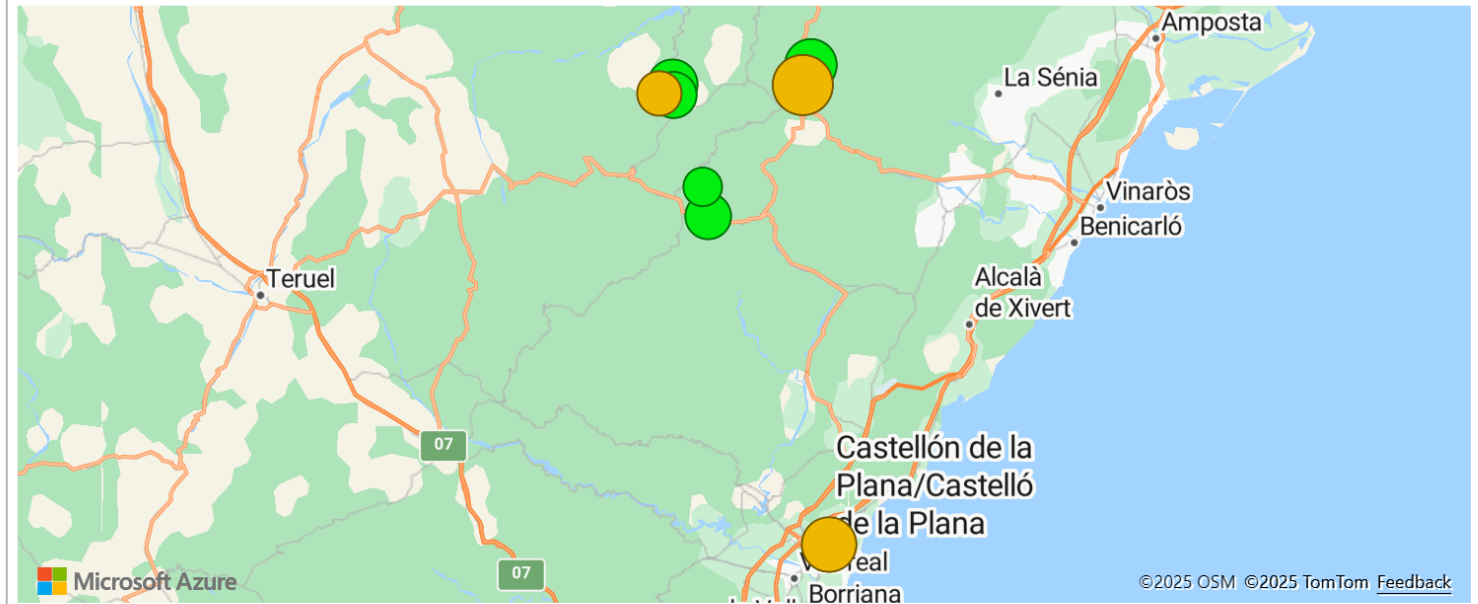 Amposta
La Sénia
Vinaròs
Benicarló
Teruel
Alcalà
de Xivert
07
Castellón de la
Plana/Castelló
de la Plana
07
Microsoft Azure
©2025 OSM ©2025 TomTom Feedback
Borriana